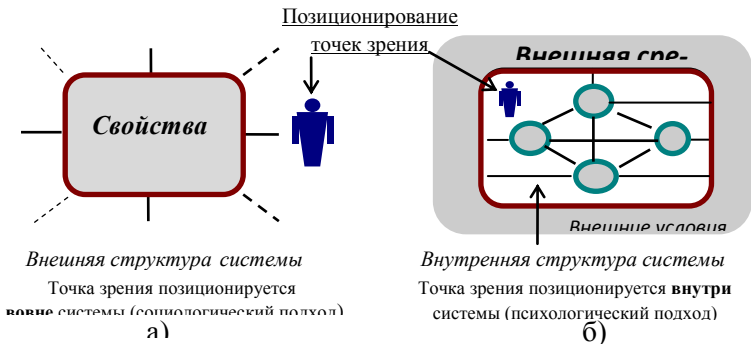 Позиционирование
точек зрения
Свойства
Внешняя сре-
Внешние условия
Внешняя структура системы
Точка зрения позиционируется
вовне системы (социологический подход)
а)
Внутренняя структура системы
Точка зрения позиционируется внутри
системы (психологический подход)
б)